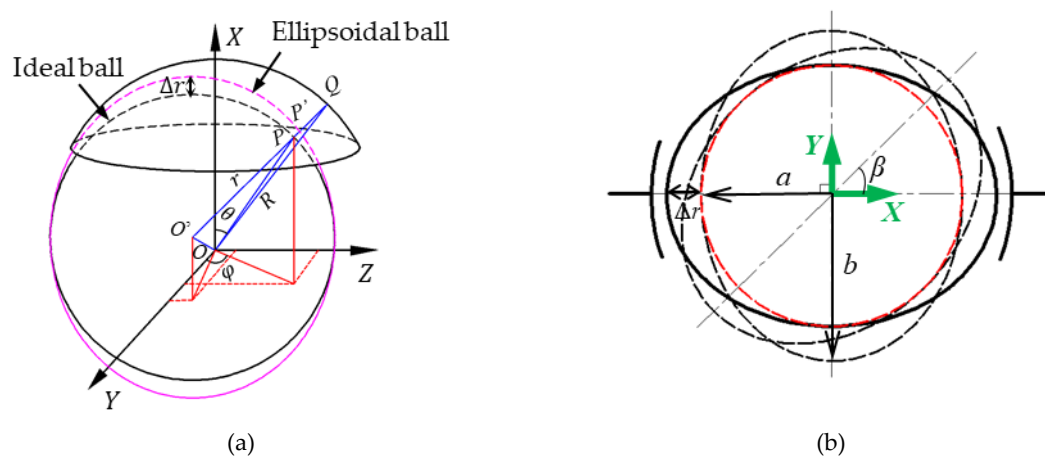 X
Ellipsoidal ball
Ideal ball
Δr
Q
P'
P
r
θ
R
O'
O
φ
Z
Y
(a)
Y
β
a
X
Δr
b
(b)